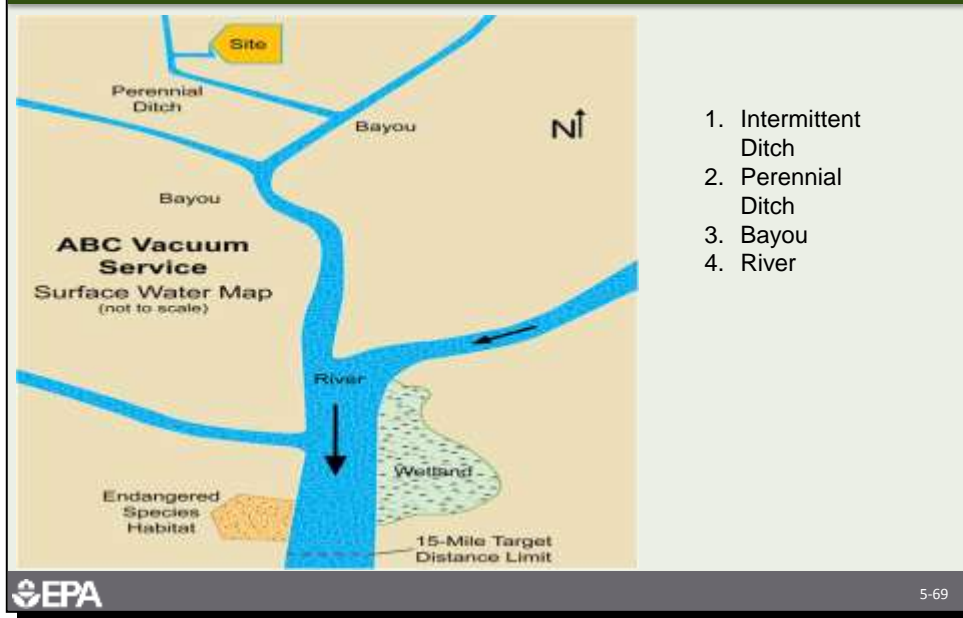 Site
Perennial
Ditch
Bayou
N
Bayou
ABC Vacuum
Service
Surface Water Map
(not to scale)
River
Wetland
Endangered
Species
Habitat
15-Mile Target
Distance Limit
1. Intermittent
Ditch
2. Perennial
Ditch
3. Bayou
4. River
EPA
5-69